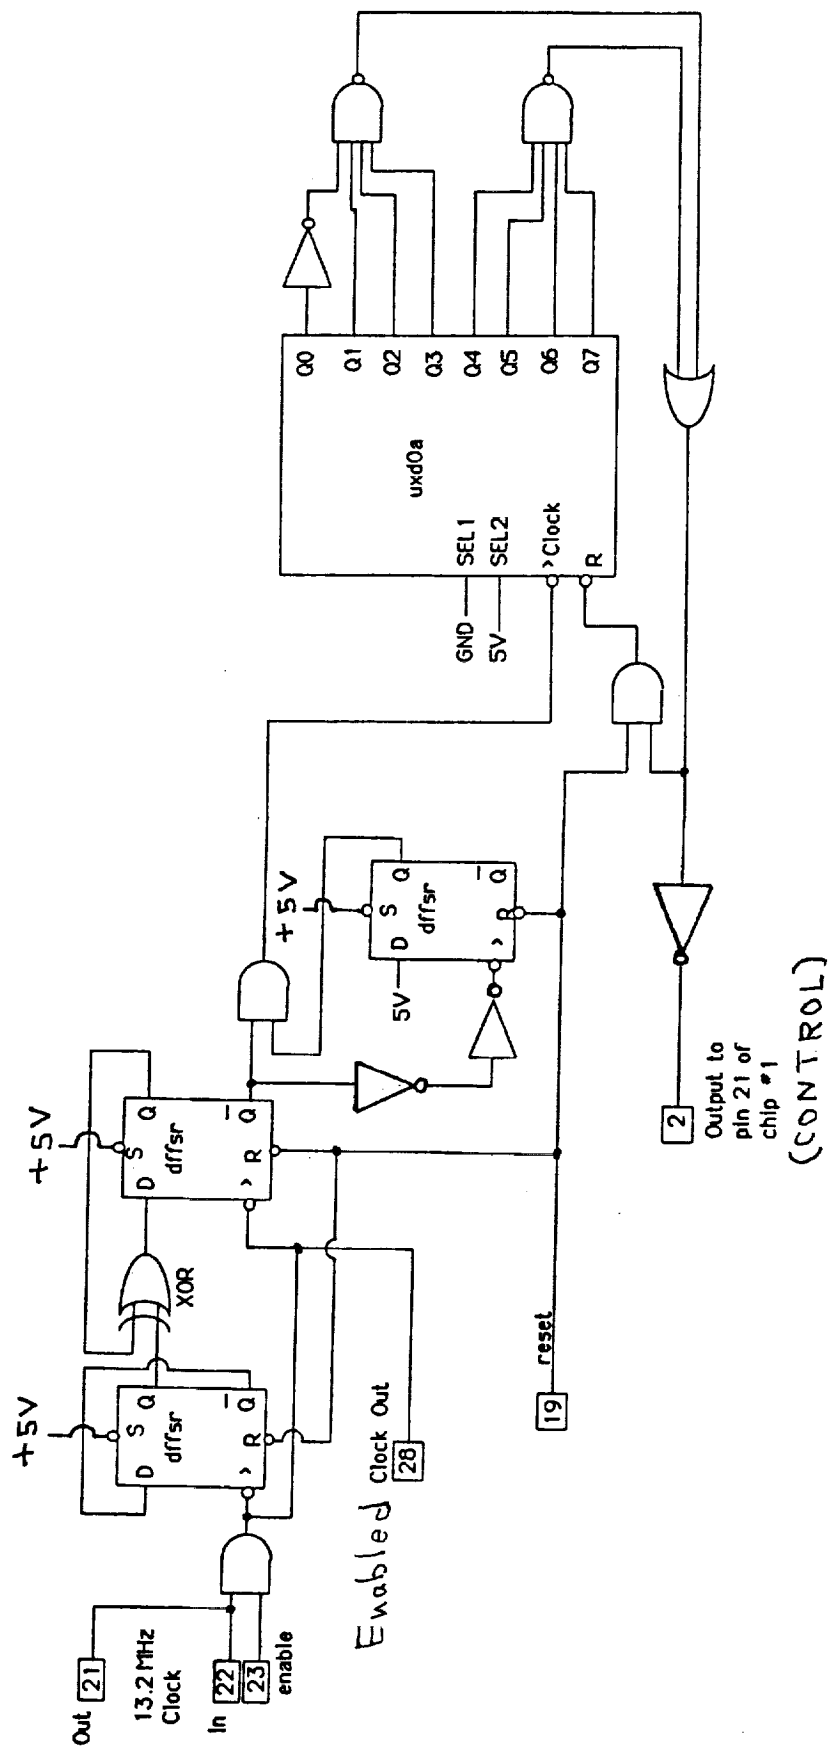 Out 21
13.2 MHz
Clock
In 22
23
enable
+5V
D
S
Q
dffsr
>
R
Q
XOR
+5V
D
S
Q
dffsr
>
R
Q
Enabled Clock Out
28
19 reset
+5V
5V
D
S
Q
dffsr
>
R
Q
GND
SEL1
5V
SEL2
>Clock
R
uxd0a
Q0
Q1
Q2
Q3
Q4
Q5
Q6
Q7
2
Output to
pin 21 of
chip #1
(CONTROL)